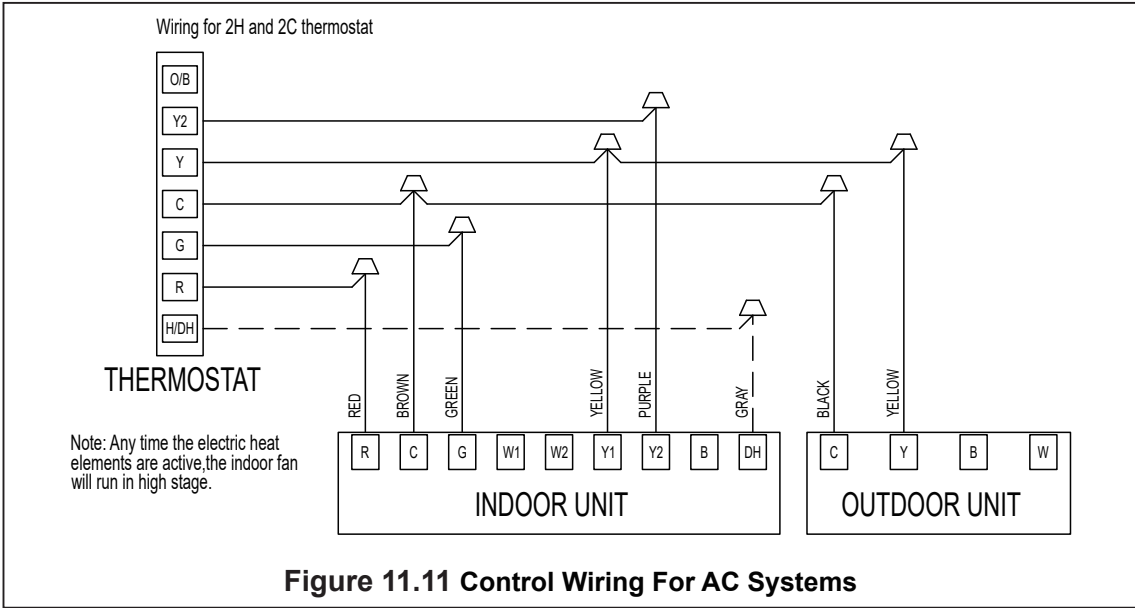 Wiring for 2H and 2C thermostat
O/B
Y2
Y
C
G
R
H/DH
THERMOSTAT
Note: Any time the electric heat
elements are active,the indoor fan
will run in high stage.
RED
BROWN
GREEN
YELLOW
PURPLE
GRAY
BLACK
YELLOW
R C G W1 W2 Y1 Y2 B DH
INDOOR UNIT
C Y B W
OUTDOOR UNIT
Figure 11.11 Control Wiring For AC Systems